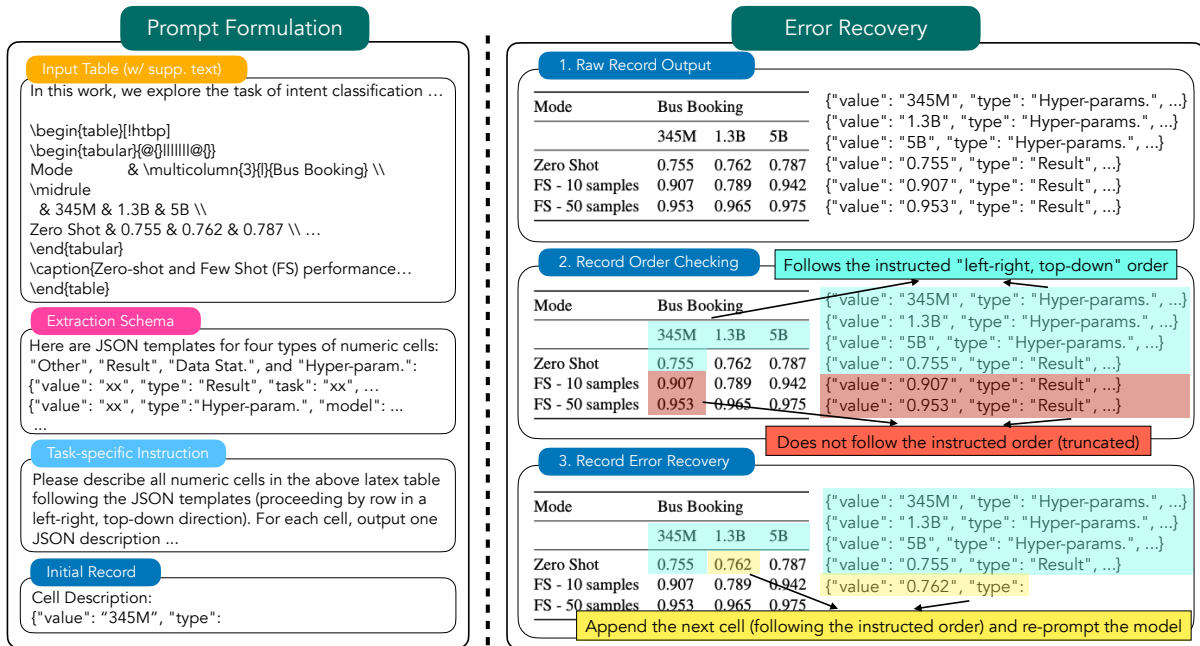 Prompt Formulation
Input Table (w/ supp. text)
In this work, we explore the task of intent classification ...
\begin{table}[!htbp]
\begin{tabular}{@{}lllllll@{}}
Mode & \multicolumn{3}{l}{Bus Booking} \\
\midrule
& 345M & 1.3B & 5B \\
Zero Shot & 0.755 & 0.762 & 0.787 \\ ...
\end{tabular}
\caption{Zero-shot and Few Shot (FS) performance...
\end{table}
Extraction Schema
Here are JSON templates for four types of numeric cells:
"Other", "Result", "Data Stat.", and "Hyper-param.":
{"value": "xx", "type": "Result", "task": "xx", ...
{"value": "xx", "type":"Hyper-param.", "model": ...
...
Task-specific Instruction
Please describe all numeric cells in the above latex table
following the JSON templates (proceeding by row in a
left-right, top-down direction). For each cell, output one
JSON description ...
Initial Record
Cell Description:
{"value": "345M", "type":
Error Recovery
1. Raw Record Output
Mode Bus Booking
345M 1.3B 5B
Zero Shot 0.755 0.762 0.787
FS - 10 samples 0.907 0.789 0.942
FS - 50 samples 0.953 0.965 0.975
{"value": "345M", "type": "Hyper-params.", ...}
{"value": "1.3B", "type": "Hyper-params.", ...}
{"value": "5B", "type": "Hyper-params.", ...}
{"value": "0.755", "type": "Result", ...}
{"value": "0.907", "type": "Result", ...}
{"value": "0.953", "type": "Result", ...}
2. Record Order Checking
Follows the instructed "left-right, top-down" order
Mode Bus Booking
345M 1.3B 5B
Zero Shot 0.755 0.762 0.787
FS - 10 samples 0.907 0.789 0.942
FS - 50 samples 0.953 0.965 0.975
{"value": "345M", "type": "Hyper-params.", ...}
{"value": "1.3B", "type": "Hyper-params.", ...}
{"value": "5B", "type": "Hyper-params.", ...}
{"value": "0.755", "type": "Result", ...}
{"value": "0.907", "type": "Result", ...}
{"value": "0.953", "type": "Result", ...}
Does not follow the instructed order (truncated)
3. Record Error Recovery
Mode Bus Booking
345M 1.3B 5B
Zero Shot 0.755 0.762 0.787
FS - 10 samples 0.907 0.789 0.942
FS - 50 samples 0.953 0.965 0.975
{"value": "345M", "type": "Hyper-params.", ...}
{"value": "1.3B", "type": "Hyper-params.", ...}
{"value": "5B", "type": "Hyper-params.", ...}
{"value": "0.755", "type": "Result", ...}
{"value": "0.762", "type":
Append the next cell (following the instructed order) and re-prompt the model